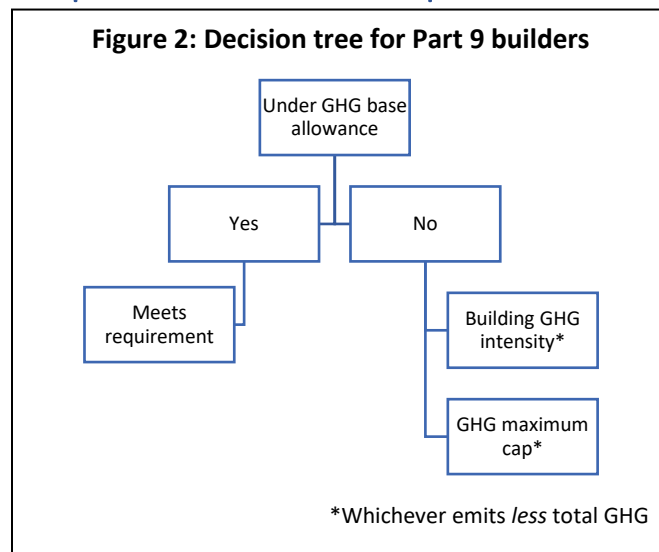 Figure 2: Decision tree for Part 9 builders
Under GHG base
allowance
Yes
No
Meets
requirement
Building GHG
intensity*
GHG maximum
cap*
*Whichever emits less total GHG